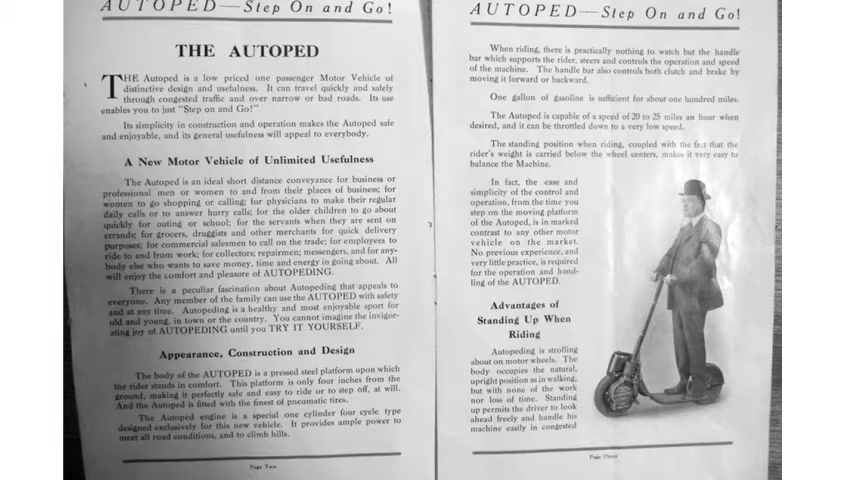 AUTOPED—Step On and Go!
THE AUTOPED
THE Autoped is a low priced one passenger Motor Vehicle of
distinctive design and usefulness. It can travel quickly and safely
through congested traffic and over narrow or bad roads. Its use
enables you to just "Step on and Go!"
Its simplicity in construction and operation makes the Autoped safe
and enjoyable, and its general usefulness will appeal to everybody.
A New Motor Vehicle of Unlimited Usefulness
The Autoped is an ideal short distance conveyance for business or
professional men or women to and from their places of business; for
women to go shopping or calling; for physicians to make their regular
daily calls or to answer hurry calls; for the older children to go about
quickly for outing or school; for the servants when they are sent on
errands; for grocers, druggists and other merchants for quick delivery
purposes; for commercial salesmen to call on the trade; for employees to
ride to and from work; for collectors; repairmen; messengers, and for any-
body else who wants to save money, time and energy in going about. All
will enjoy the comfort and pleasure of AUTOPEDING.
There is a peculiar fascination about Autopeding that appeals to
everyone. Any member of the family can use the AUTOPED with safety
and at any time. Autopeding is a healthy and most enjoyable sport for
old and young, in town or the country. You cannot imagine the invigor-
ating joy of AUTOPEDING until you TRY IT YOURSELF.
Appearance, Construction and Design
The body of the AUTOPED is a pressed steel platform upon which
the rider stands in comfort. This platform is only four inches from the
ground, making it perfectly safe and easy to ride or to step off, at will.
And the Autoped is fitted with the finest of pneumatic tires.
The Autoped engine is a special one cylinder four cycle type
designed exclusively for this new vehicle. It provides ample power to
meet all road conditions, and to climb hills.
Page Two
AUTOPED—Step On and Go!
When riding, there is practically nothing to watch but the handle
bar which supports the rider, steers and controls the operation and speed
of the machine. The handle bar also controls both clutch and brake by
moving it forward or backward.
One gallon of gasoline is sufficient for about one hundred miles.
The Autoped is capable of a speed of 20 to 25 miles an hour when
desired, and it can be throttled down to a very low speed.
The standing position when riding, coupled with the fact that the
rider's weight is carried below the wheel centers, makes it very easy to
balance the Machine.
In fact, the ease and
simplicity of the control and
operation, from the time you
step on the moving platform
of the Autoped, is in marked
contrast to any other motor
vehicle on the market.
No previous experience, and
very little practice, is required
for the operation and hand-
ling of the AUTOPED.
Advantages of
Standing Up When
Riding
Autopeding is strolling
about on motor wheels. The
body occupies the natural,
upright position as in walking,
but with none of the work
nor loss of time. Standing
up permits the driver to look
ahead freely and handle his
machine easily in congested
Page Three